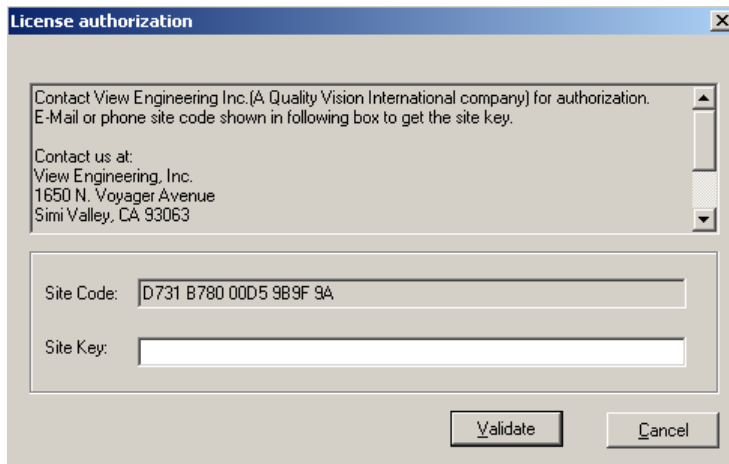 License authorization
Contact View Engineering Inc.(A Quality Vision International company) for authorization.
E-Mail or phone site code shown in following box to get the site key.
Contact us at:
View Engineering, Inc.
1650 N. Voyager Avenue
Simi Valley, CA 93063
Site Code: D731 B780 00D5 9B9F 9A
Site Key:
Validate Cancel